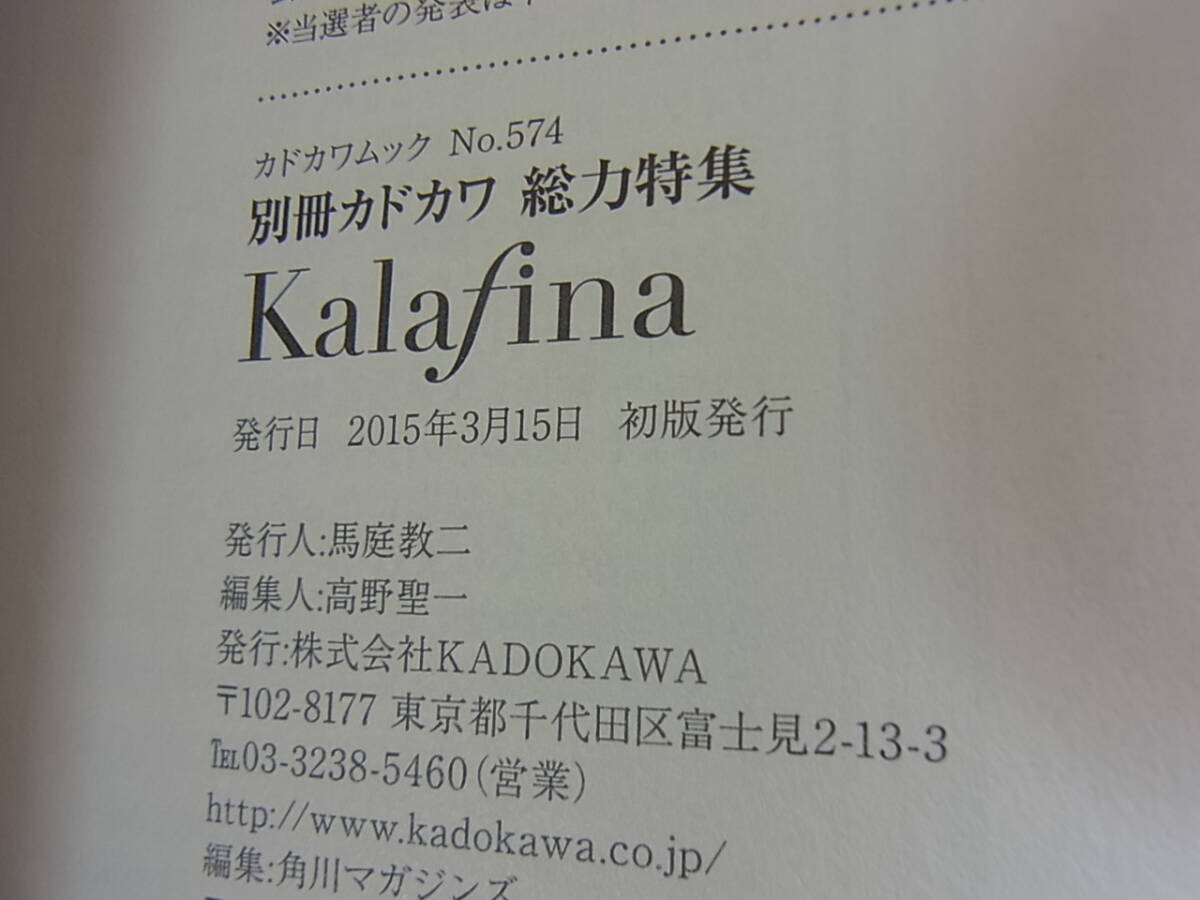 ※当選者の発表は
カドカワムック No.574
別冊カドカワ 総力特集
Kalafina
発行日 2015年3月15日 初版発行
発行人:馬庭教二
編集人:高野聖一
発行:株式会社KADOKAWA
〒102-8177 東京都千代田区富士見2-13-3
℡03-3238-5460(営業)
http://www.kadokawa.co.jp/
編集:角川マガジンズ